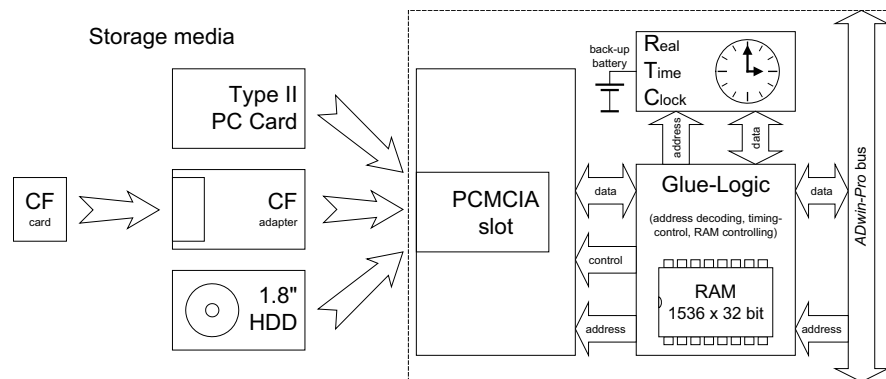 Storage media
Type II
PC Card
CF
card
CF
adapter
1.8"
HDD
PCMCIA
slot
back-up
battery
Real
Time
Clock
address
data
data
control
address
Glue-Logic
(address decoding, timing-
control, RAM controlling)
RAM
1536 x 32 bit
data
address
ADwin-Pro bus